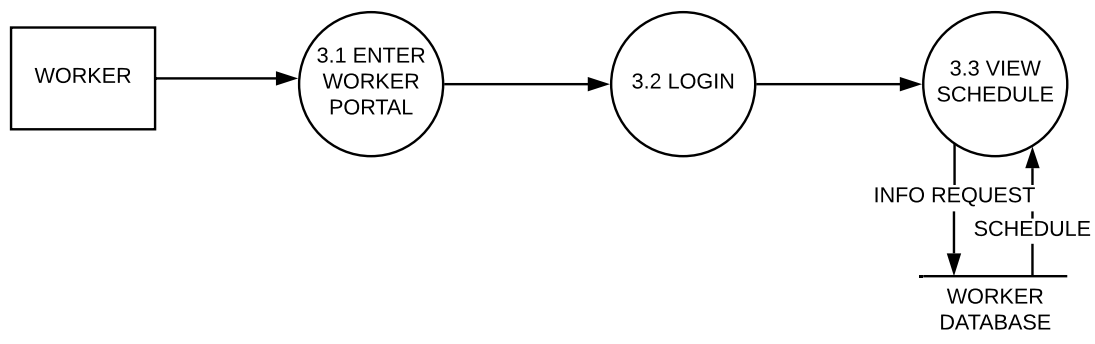 WORKER
3.1 ENTER
WORKER
PORTAL
3.2 LOGIN
3.3 VIEW
SCHEDULE
INFO REQUEST
SCHEDULE
WORKER
DATABASE